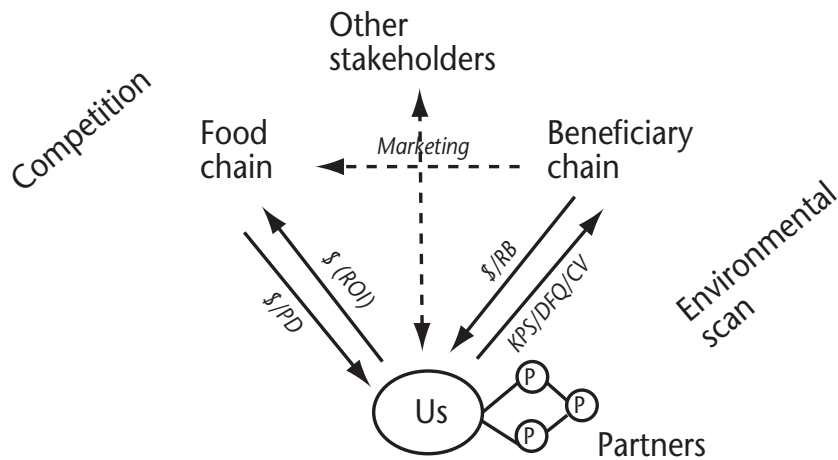 Other
stakeholders
Competition
Food
chain
Marketing
Beneficiary
chain
$/PD
$ (ROI)
$/RB
KPS/DFQ/CV
Environmental
scan
Us
P
P
P
Partners